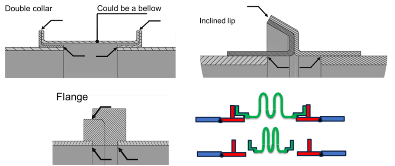 Double collar
Could be a bellow
Inclined lip
Flange